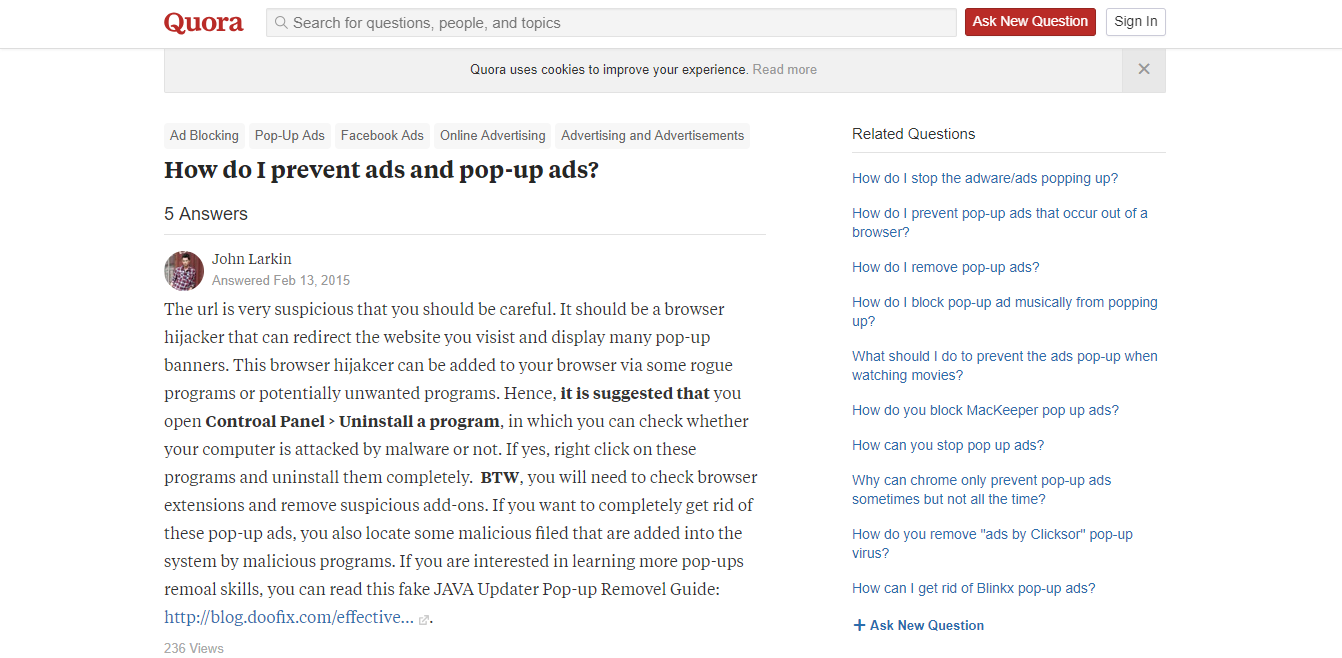 Quora
Search for questions, people, and topics
Ask New Question
Sign In
Quora uses cookies to improve your experience. Read more
Ad Blocking
Pop-Up Ads
Facebook Ads
Online Advertising
Advertising and Advertisements
How do I prevent ads and pop-up ads?
5 Answers
John Larkin
Answered Feb 13, 2015
The url is very suspicious that you should be careful. It should be a browser
hijacker that can redirect the website you visist and display many pop-up
banners. This browser hijakcer can be added to your browser via some rogue
programs or potentially unwanted programs. Hence, it is suggested that you
open Controal Panel > Uninstall a program, in which you can check whether
your computer is attacked by malware or not. If yes, right click on these
programs and uninstall them completely.  BTW, you will need to check browser
extensions and remove suspicious add-ons. If you want to completely get rid of
these pop-up ads, you also locate some malicious filed that are added into the
system by malicious programs. If you are interested in learning more pop-ups
remoal skills, you can read this fake JAVA Updater Pop-up Removel Guide:
http://blog.doofix.com/effective... .
236 Views
Related Questions
How do I stop the adware/ads popping up?
How do I prevent pop-up ads that occur out of a
browser?
How do I remove pop-up ads?
How do I block pop-up ad musically from popping
up?
What should I do to prevent the ads pop-up when
watching movies?
How do you block MacKeeper pop up ads?
How can you stop pop up ads?
Why can chrome only prevent pop-up ads
sometimes but not all the time?
How do you remove "ads by Clicksor" pop-up
virus?
How can I get rid of Blinkx pop-up ads?
+ Ask New Question